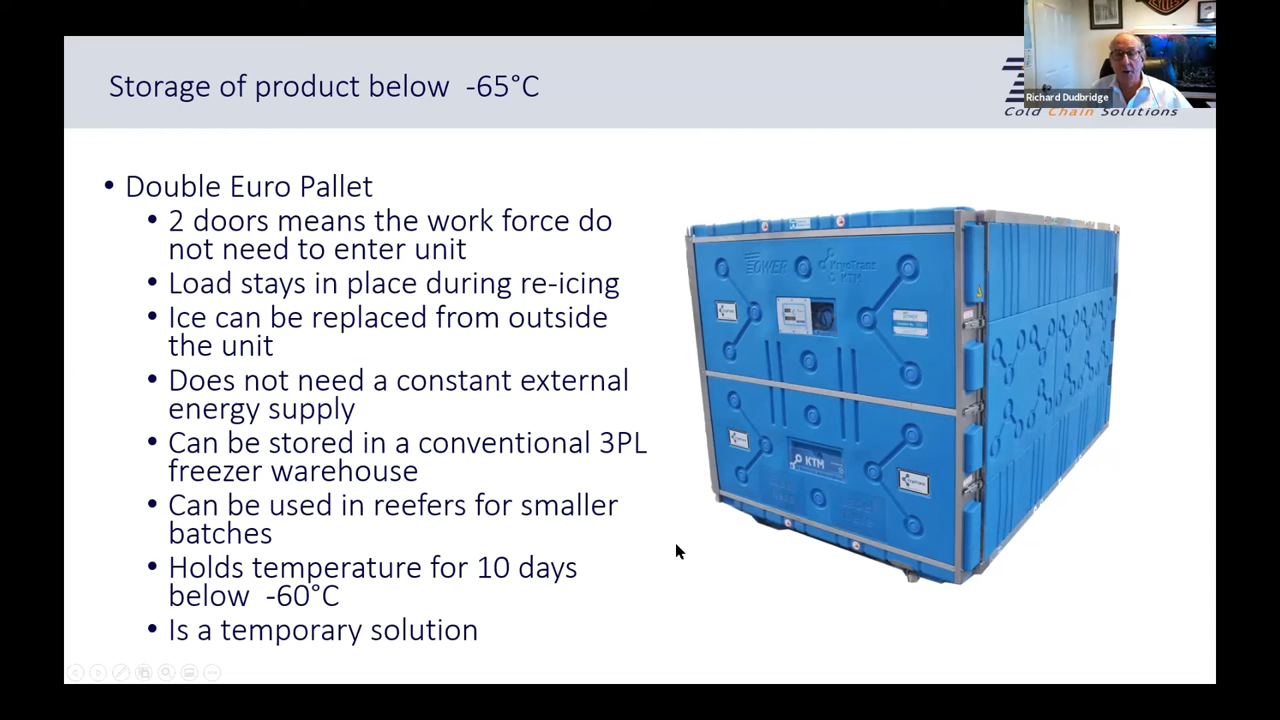 Storage of product below -65°C
Richard Dudbridge
Cold Chain Solutions
• Double Euro Pallet
• 2 doors means the work force do
not need to enter unit
• Load stays in place during re-icing
• Ice can be replaced from outside
the unit
• Does not need a constant external
energy supply
• Can be stored in a conventional 3PL
freezer warehouse
• Can be used in reefers for smaller
batches
• Holds temperature for 10 days
below -60°C
• Is a temporary solution
KryoTrans
KTM
KTM